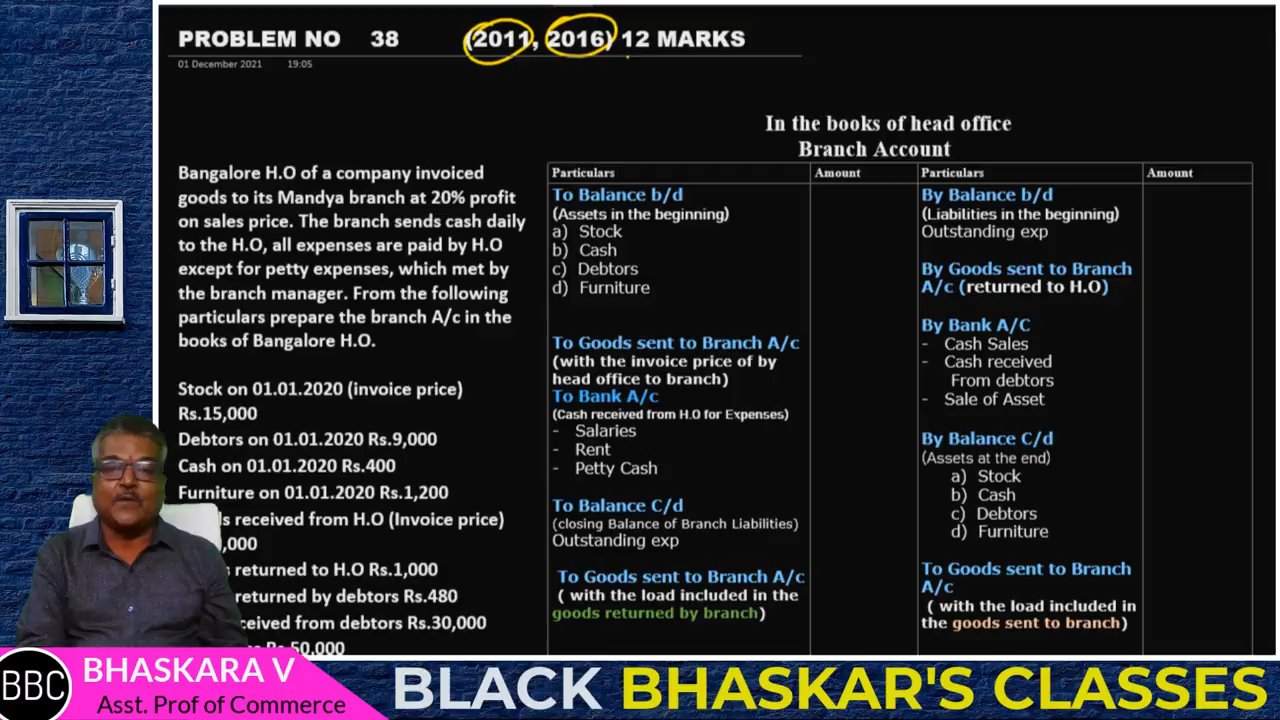 PROBLEM NO 38 (2011, 2016) 12 MARKS
01 December 2021 19:05
In the books of head office
Branch Account
Bangalore H.O of a company invoiced
goods to its Mandya branch at 20% profit
on sales price. The branch sends cash daily
to the H.O, all expenses are paid by H.O
except for petty expenses, which met by
the branch manager. From the following
particulars prepare the branch A/c in the
books of Bangalore H.O.
Stock on 01.01.2020 (invoice price)
Rs.15,000
Debtors on 01.01.2020 Rs.9,000
Cash on 01.01.2020 Rs.400
Furniture on 01.01.2020 Rs.1,200
received from H.O (Invoice price)
,000
returned to H.O Rs.1,000
returned by debtors Rs.480
from debtors Rs.30,000
50,000
Particulars Amount Particulars Amount
To Balance b/d
(Assets in the beginning)
a) Stock
b) Cash
c) Debtors
d) Furniture
To Goods sent to Branch A/c
(with the invoice price of by
head office to branch)
To Bank A/c
(Cash received from H.O for Expenses)
- Salaries
- Rent
- Petty Cash
To Balance C/d
(closing Balance of Branch Liabilities)
Outstanding exp
To Goods sent to Branch A/c
( with the load included in the
goods returned by branch)
By Balance b/d
(Liabilities in the beginning)
Outstanding exp
By Goods sent to Branch
A/c (returned to H.O)
By Bank A/C
- Cash Sales
- Cash received
From debtors
- Sale of Asset
By Balance C/d
(Assets at the end)
a) Stock
b) Cash
c) Debtors
d) Furniture
To Goods sent to Branch
A/c
( with the load included in
the goods sent to branch)
BBC
BHASKARA V
Asst. Prof of Commerce
BLACK BHASKAR'S CLASSES